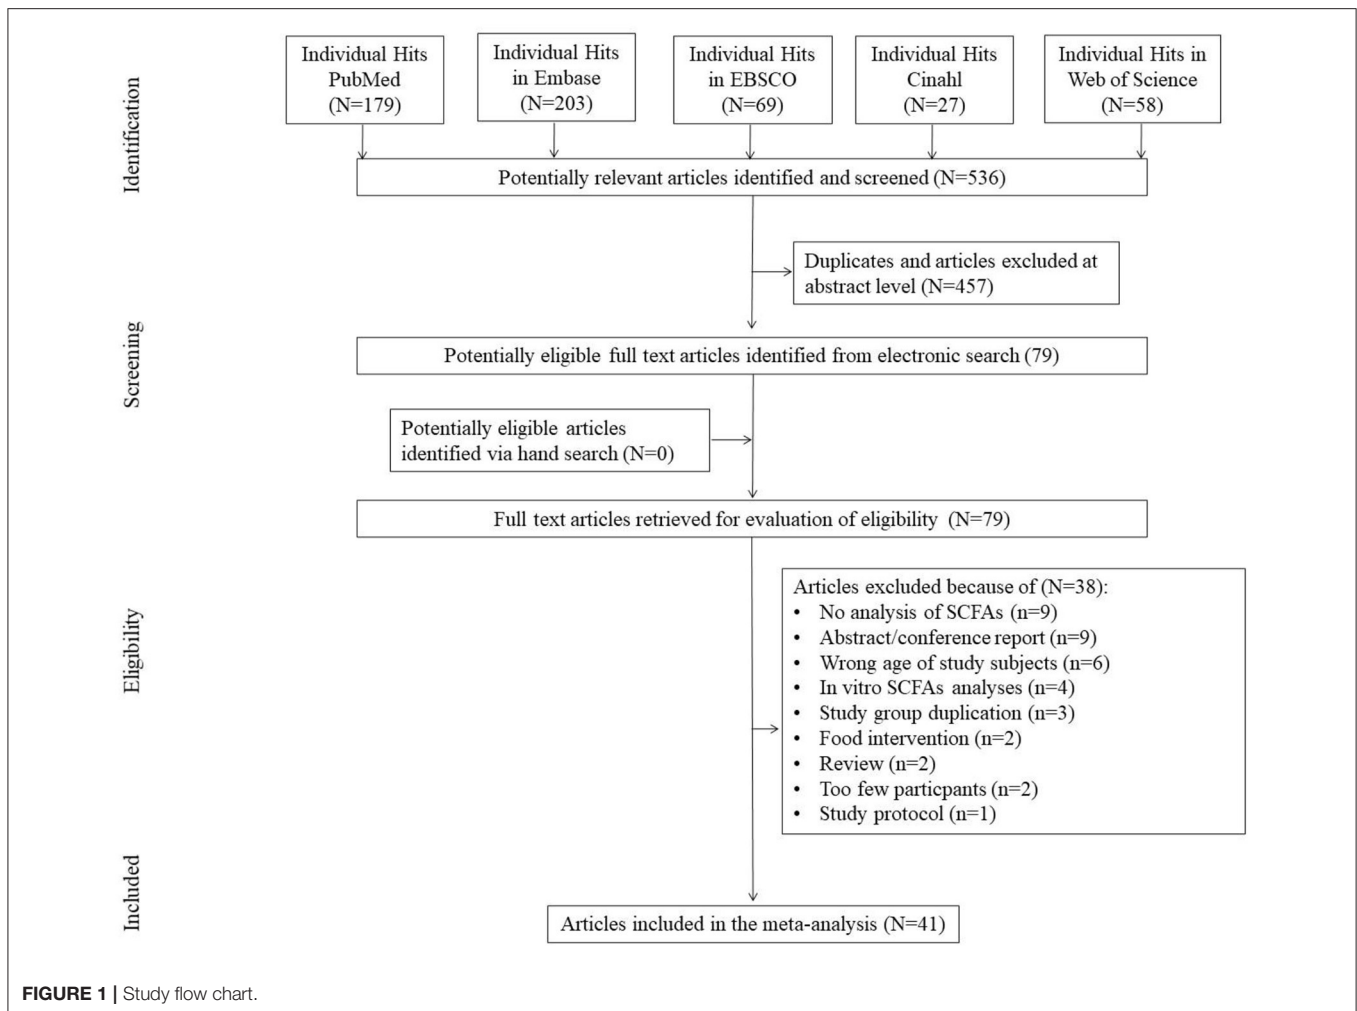 Individual Hits
PubMed
(N=179)
Individual Hits
in Embase
(N=203)
Individual Hits
in EBSCO
(N=69)
Individual Hits
Cinahl
(N=27)
Individual Hits in
Web of Science
(N=58)
Identification
Potentially relevant articles identified and screened (N=536)
Duplicates and articles excluded at
abstract level (N=457)
Screening
Potentially eligible full text articles identified from electronic search (79)
Potentially eligible articles
identified via hand search (N=0)
Full text articles retrieved for evaluation of eligibility (N=79)
Eligibility
Articles excluded because of (N=38):
• No analysis of SCFAs (n=9)
• Abstract/conference report (n=9)
• Wrong age of study subjects (n=6)
• In vitro SCFAs analyses (n=4)
• Study group duplication (n=3)
• Food intervention (n=2)
• Review (n=2)
• Too few particpants (n=2)
• Study protocol (n=1)
Included
Articles included in the meta-analysis (N=41)
FIGURE 1 | Study flow chart.